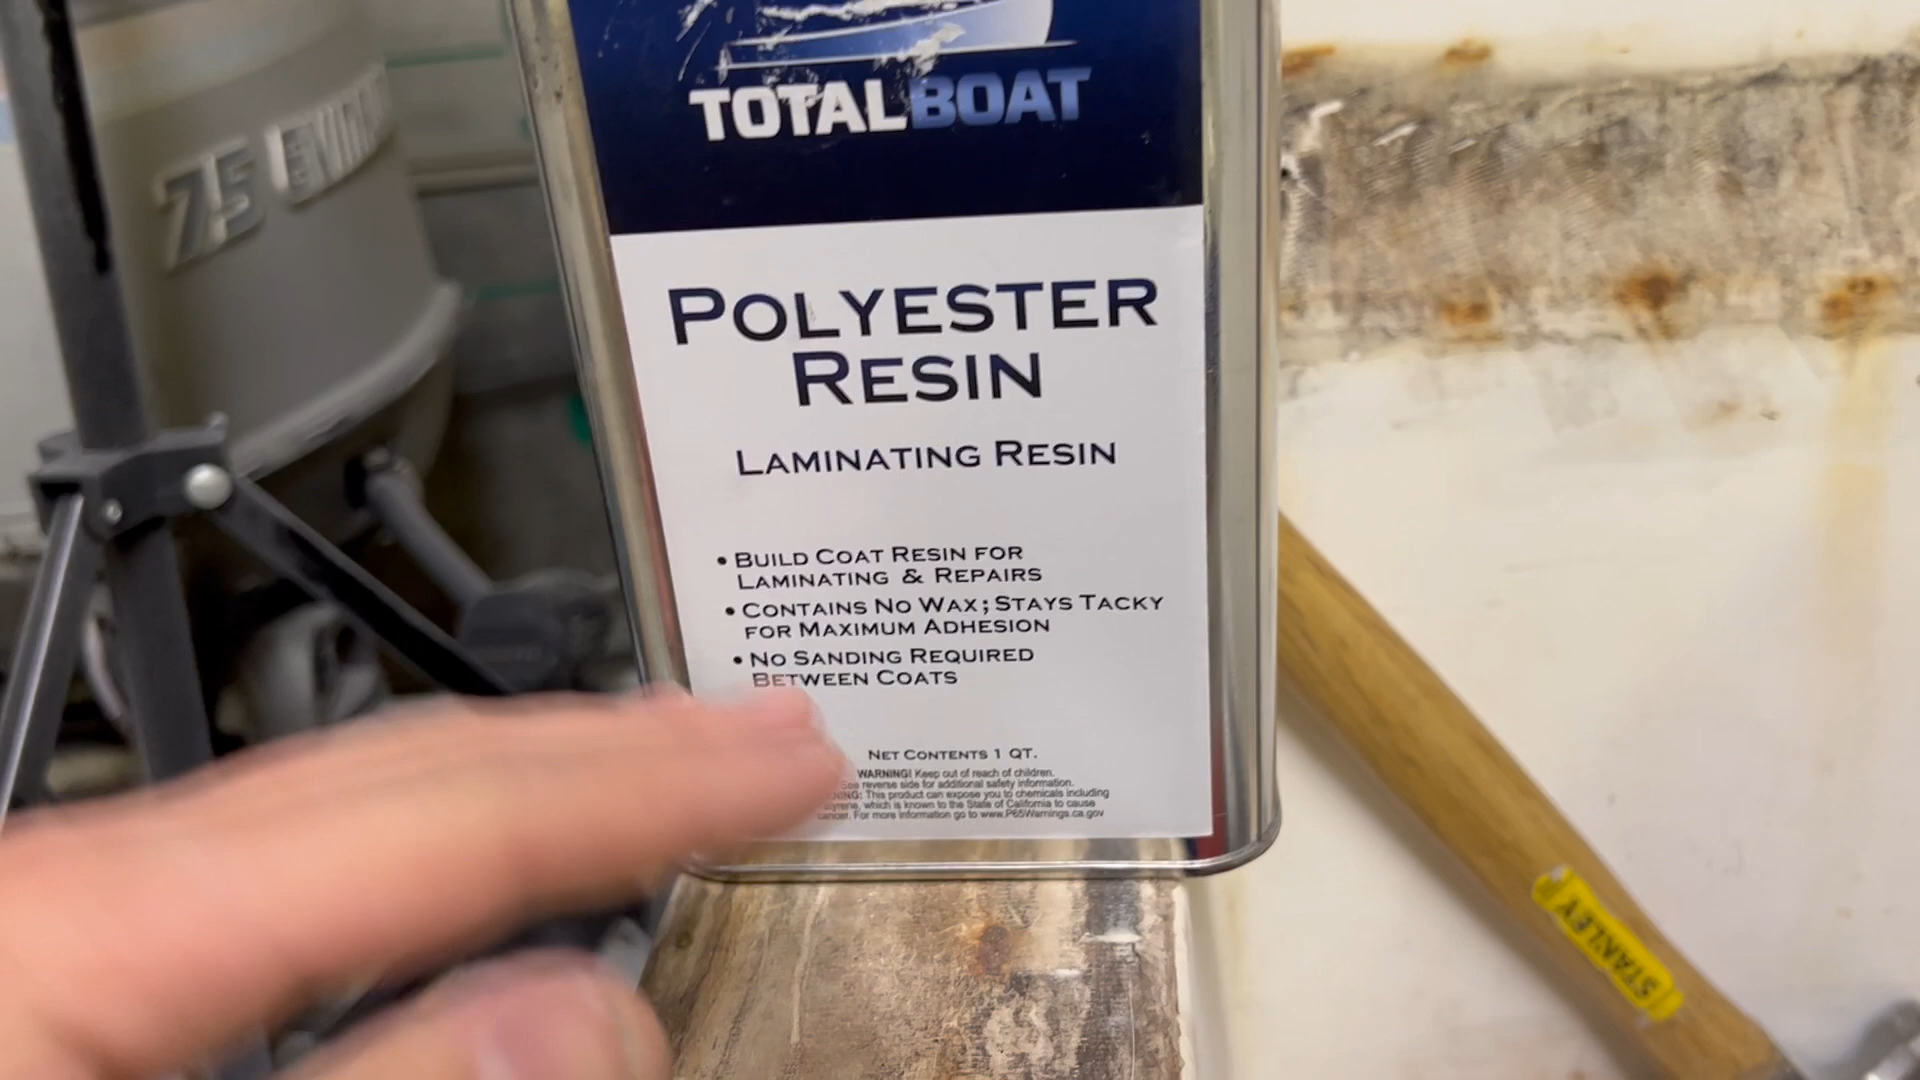 TOTALBOAT
7.5
POLYESTER
RESIN
LAMINATING RESIN
• BUILD COAT RESIN FOR
LAMINATING & REPAIRS
• CONTAINS NO WAX; STAYS TACKY
FOR MAXIMUM ADHESION
• NO SANDING REQUIRED
BETWEEN COATS
NET CONTENTS 1 QT.
WARNING! Keep out of reach of children.
See reverse side for additional safety information.
This product can expose you to chemicals including
which is known to the State of California to cause
cancer. For more information go to www.P65Warnings.ca.gov
STANLEY